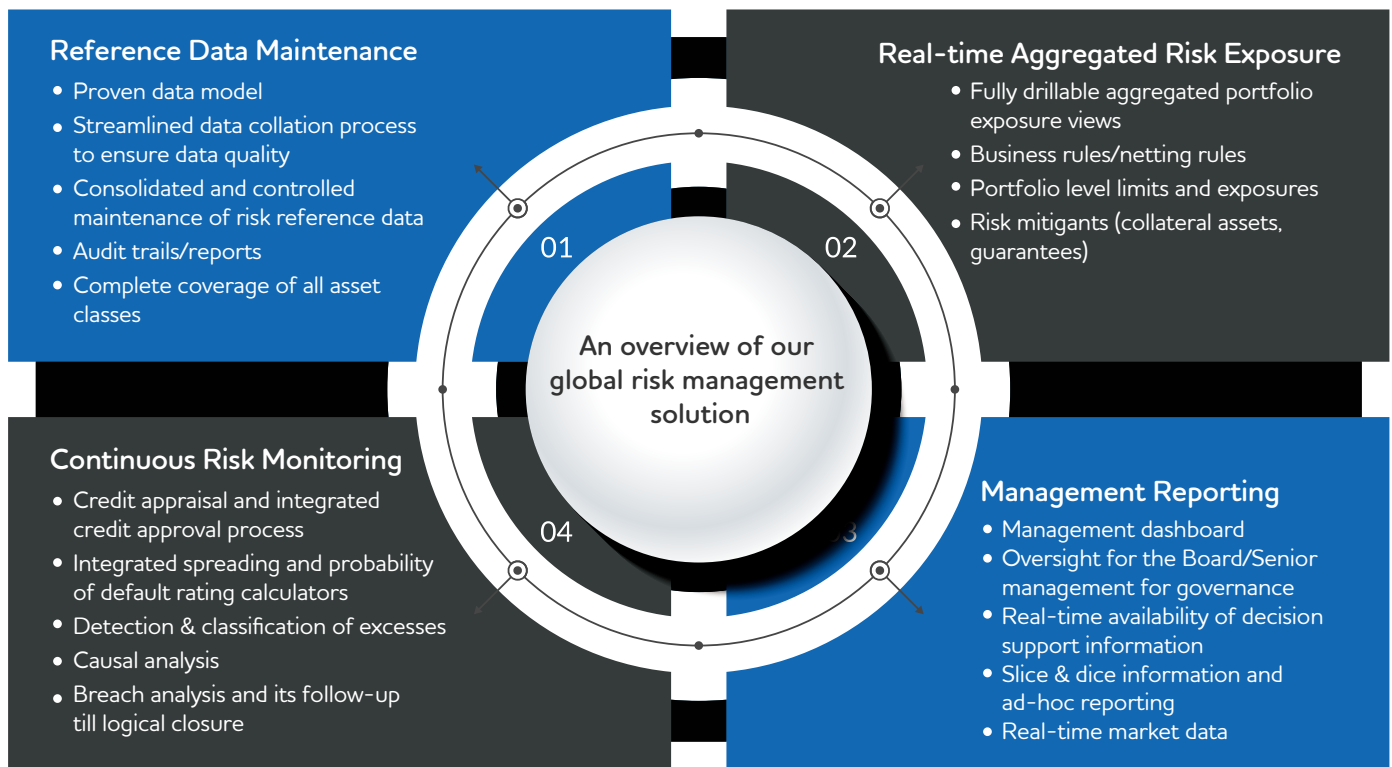 Reference Data Maintenance
• Proven data model
• Streamlined data collation process
to ensure data quality
• Consolidated and controlled
maintenance of risk reference data
• Audit trails/reports
• Complete coverage of all asset
classes
01
Real-time Aggregated Risk Exposure
• Fully drillable aggregated portfolio
exposure views
• Business rules/netting rules
• Portfolio level limits and exposures
• Risk mitigants (collateral assets,
guarantees)
02
An overview of our
global risk management
solution
Continuous Risk Monitoring
• Credit appraisal and integrated
credit approval process
• Integrated spreading and probability
of default rating calculators
• Detection & classification of excesses
• Causal analysis
• Breach analysis and its follow-up
till logical closure
04
03
Management Reporting
• Management dashboard
• Oversight for the Board/Senior
management for governance
• Real-time availability of decision
support information
• Slice & dice information and
ad-hoc reporting
• Real-time market data